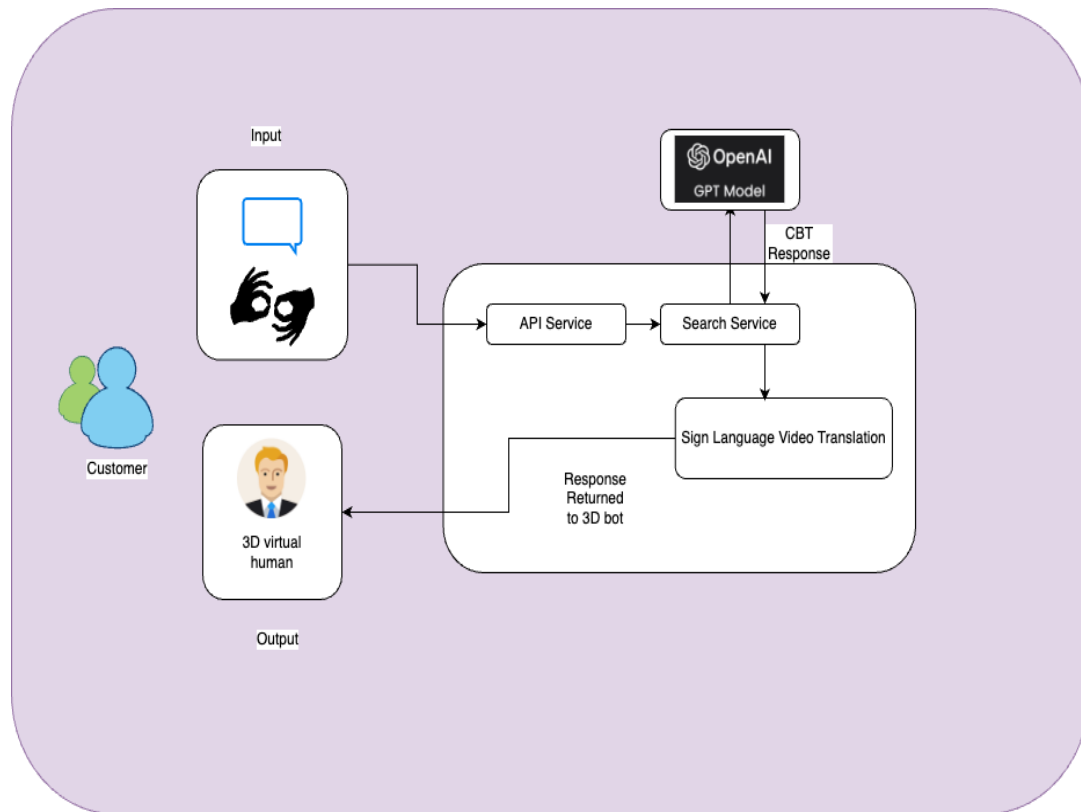 Input
OpenAI
GPT Model
CBT
Response
API Service
Search Service
Customer
Sign Language Video Translation
3D virtual
human
Response
Returned
to 3D bot
Output